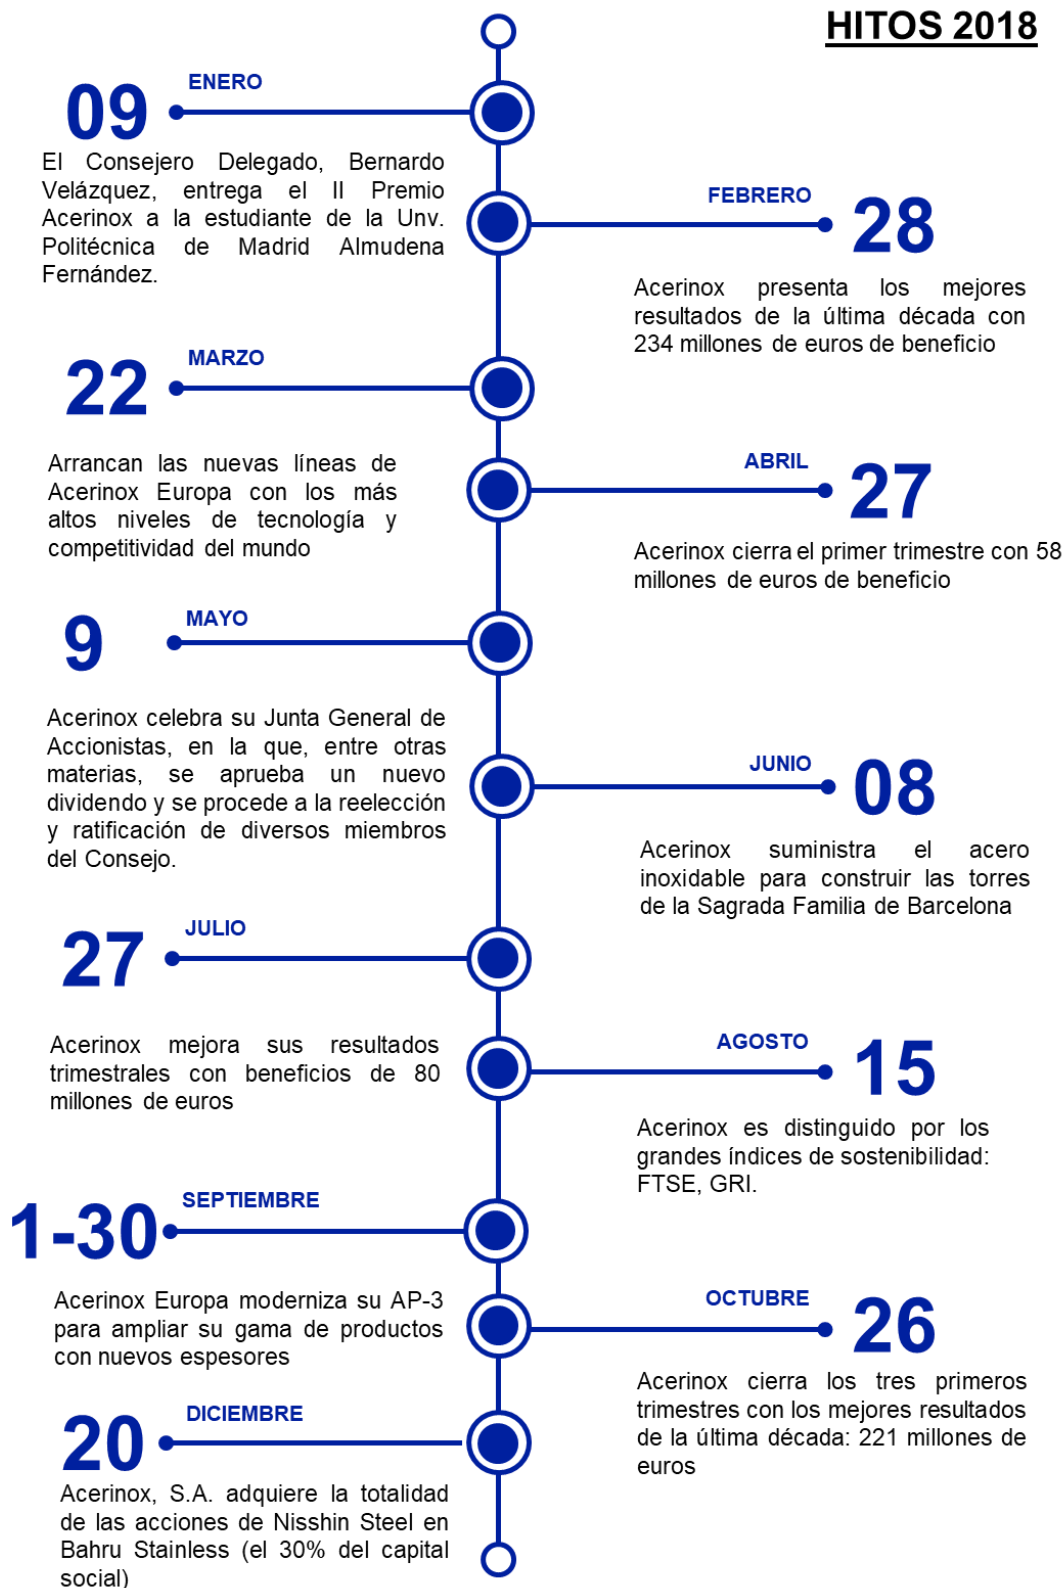 HITOS 2018
ENERO
09
El Consejero Delegado, Bernardo
Velázquez, entrega el II Premio
Acerinox a la estudiante de la Unv.
Politécnica de Madrid Almudena
Fernández.
FEBRERO
28
Acerinox presenta los mejores
resultados de la última década con
234 millones de euros de beneficio
MARZO
22
Arrancan las nuevas líneas de
Acerinox Europa con los más
altos niveles de tecnología y
competitividad del mundo
ABRIL
27
Acerinox cierra el primer trimestre con 58
millones de euros de beneficio
MAYO
9
Acerinox celebra su Junta General de
Accionistas, en la que, entre otras
materias, se aprueba un nuevo
dividendo y se procede a la reelección
y ratificación de diversos miembros
del Consejo.
JUNIO
08
Acerinox suministra el acero
inoxidable para construir las torres
de la Sagrada Familia de Barcelona
JULIO
27
Acerinox mejora sus resultados
trimestrales con beneficios de 80
millones de euros
AGOSTO
15
Acerinox es distinguido por los
grandes índices de sostenibilidad:
FTSE, GRI.
SEPTIEMBRE
1-30
Acerinox Europa moderniza su AP-3
para ampliar su gama de productos
con nuevos espesores
OCTUBRE
26
Acerinox cierra los tres primeros
trimestres con los mejores resultados
de la última década: 221 millones de
euros
DICIEMBRE
20
Acerinox, S.A. adquiere la totalidad
de las acciones de Nisshin Steel en
Bahru Stainless (el 30% del capital
social)